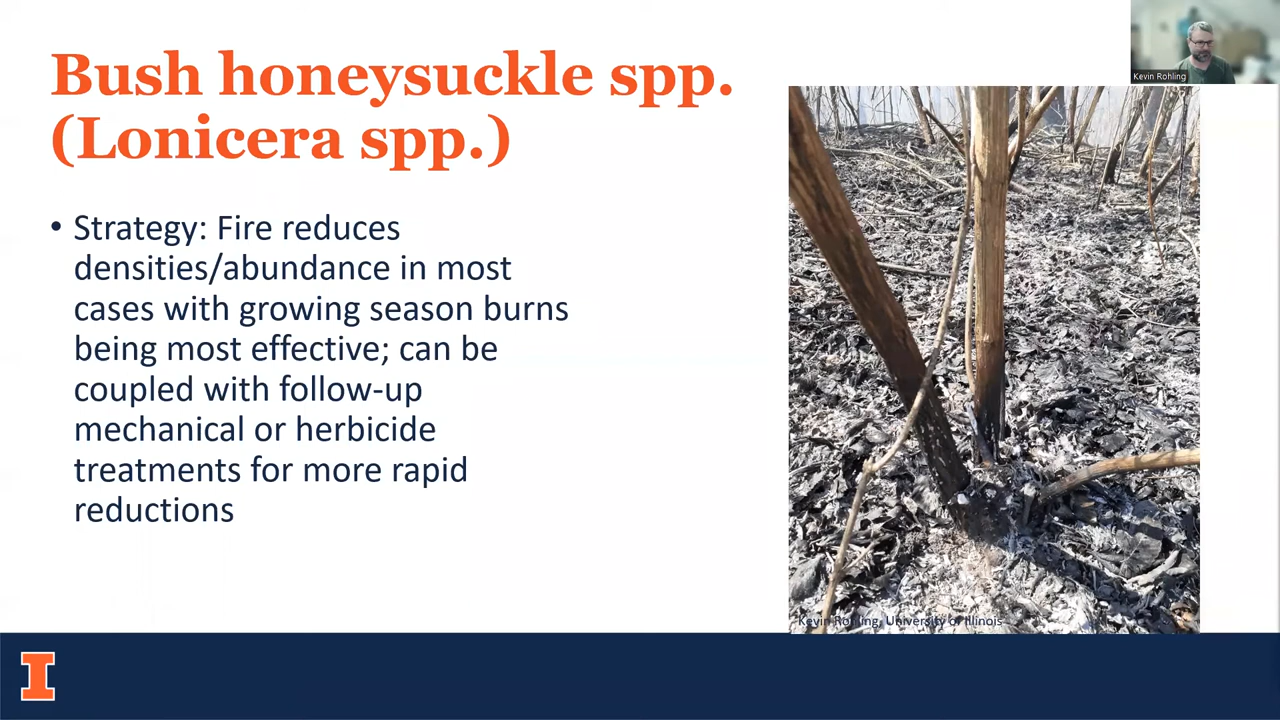 Bush honeysuckle spp.
(Lonicera spp.)
Kevin Rohling
• Strategy: Fire reduces
densities/abundance in most
cases with growing season burns
being most effective; can be
coupled with follow-up
mechanical or herbicide
treatments for more rapid
reductions
Kevin Rohling, University of Illinois
I